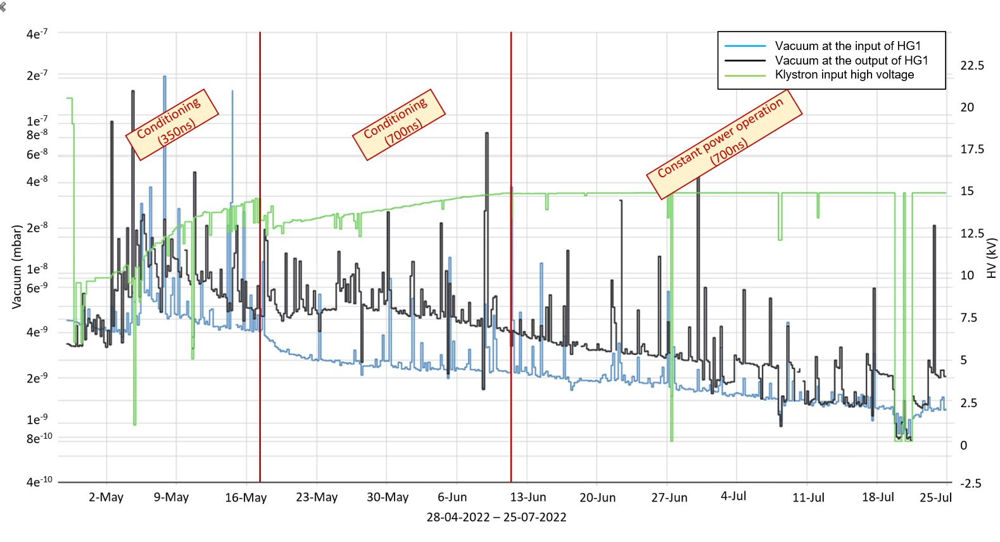 4e-7
2e-7
1e-7
8e-8
6e-8
4e-8
2e-8
1e-8
6e-9
4e-9
2e-9
1e-9
8e-10
4e-10
Vacuum (mbar)
Vacuum at the input of HG1
Vacuum at the output of HG1
Klystron input high voltage
Conditioning
(350ns)
Conditioning
(700ns)
Constant power operation
(700ns)
22.5
20
17.5
15
12.5
10
7.5
5
2.5
0
-2.5
HV (kV)
2-May
9-May
16-May
23-May
30-May
6-Jun
13-Jun
20-Jun
27-Jun
4-Jul
11-Jul
18-Jul
25-Jul
28-04-2022 – 25-07-2022